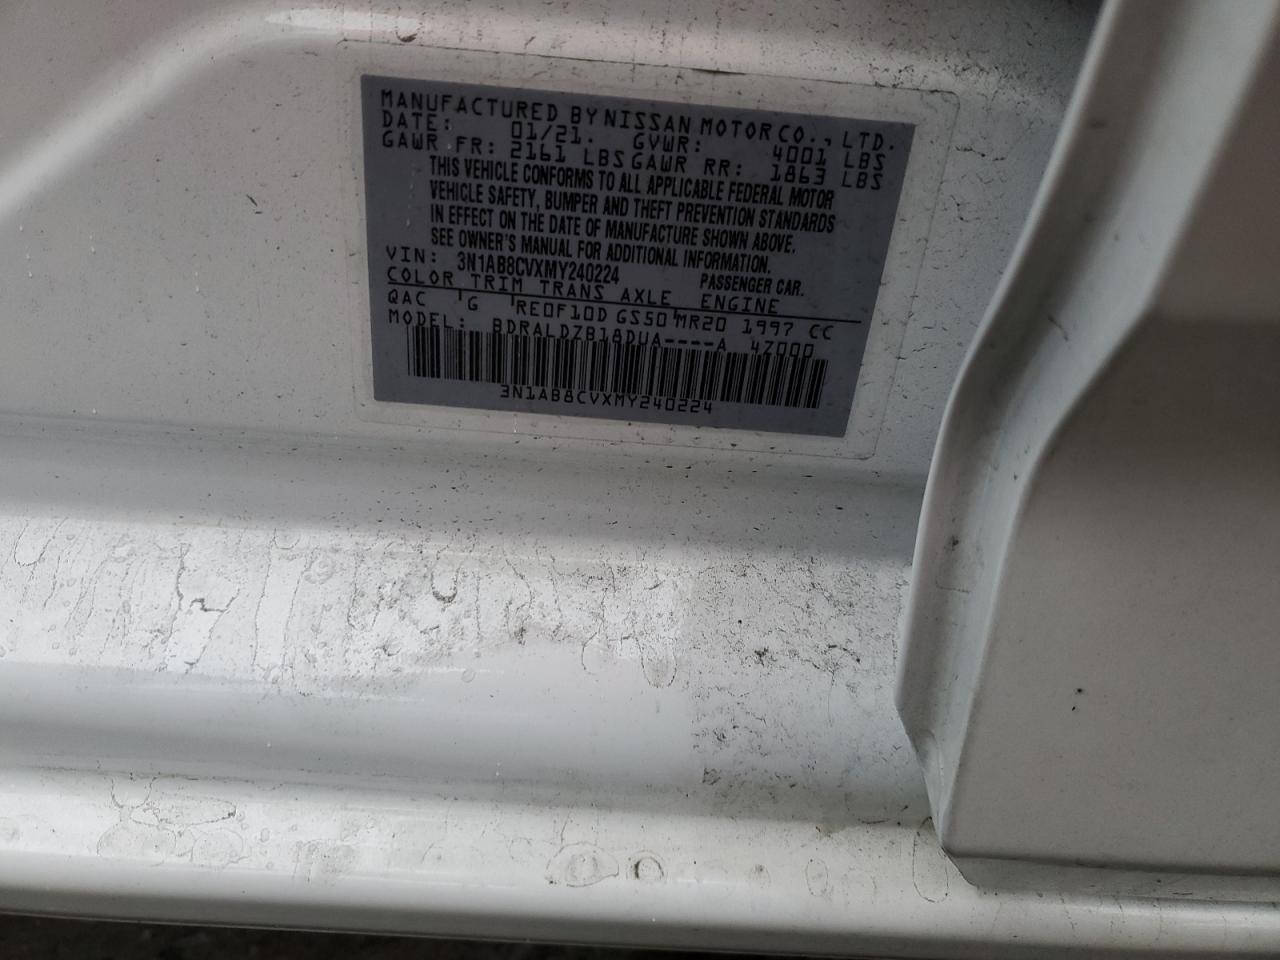 MANUFACTURED BY NISSAN MOTOR CO., LTD.
DATE: 01/21. GVWR: 4001 LBS
GAWR FR: 2161 LBS GAWR RR: 1863 LBS
THIS VEHICLE CONFORMS TO ALL APPLICABLE FEDERAL MOTOR
VEHICLE SAFETY, BUMPER AND THEFT PREVENTION STANDARDS
IN EFFECT ON THE DATE OF MANUFACTURE SHOWN ABOVE.
SEE OWNER'S MANUAL FOR ADDITIONAL INFORMATION.
VIN: 3N1AB8CVXMY240224 PASSENGER CAR.
COLOR TRIM TRANS AXLE ENGINE
QAC G RE0F10D GS50 MR20 1997 CC
MODEL: BDRALDZB18DUA----A 4Z000
3N1AB8CVXMY240224